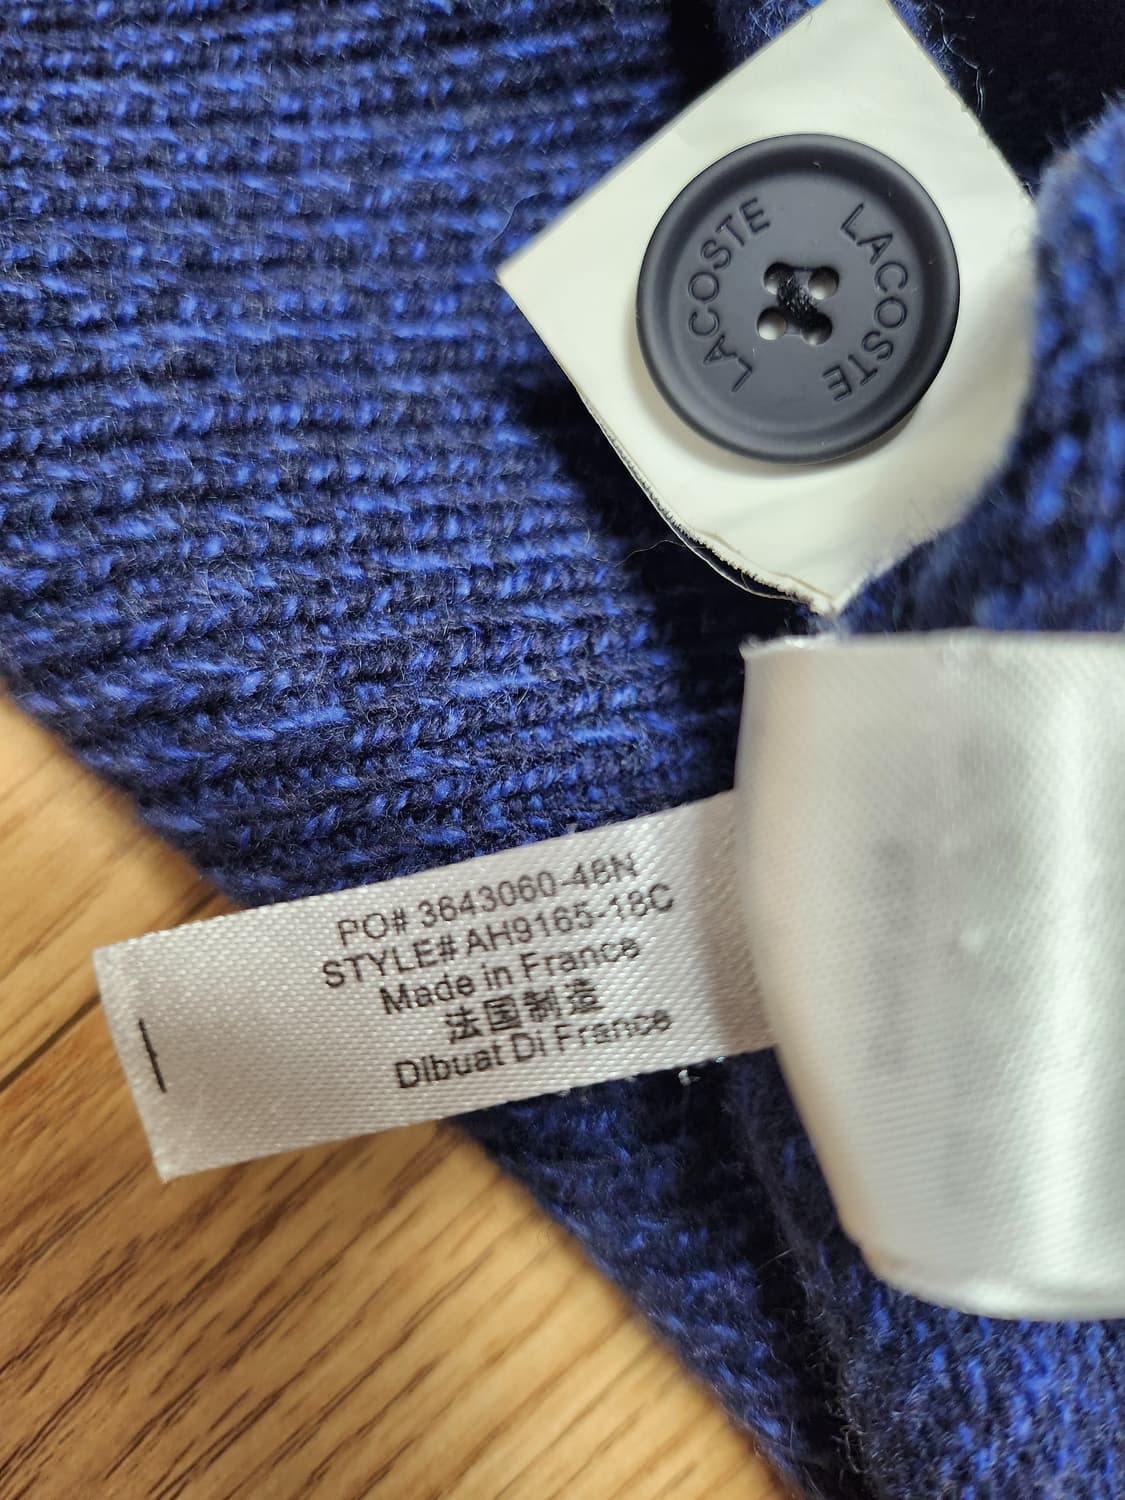 LACOSTE
LACOSTE
PO# 3643060-48N
STYLE# AH9165-18C
Made in France
法国制造
Dibuat Di France